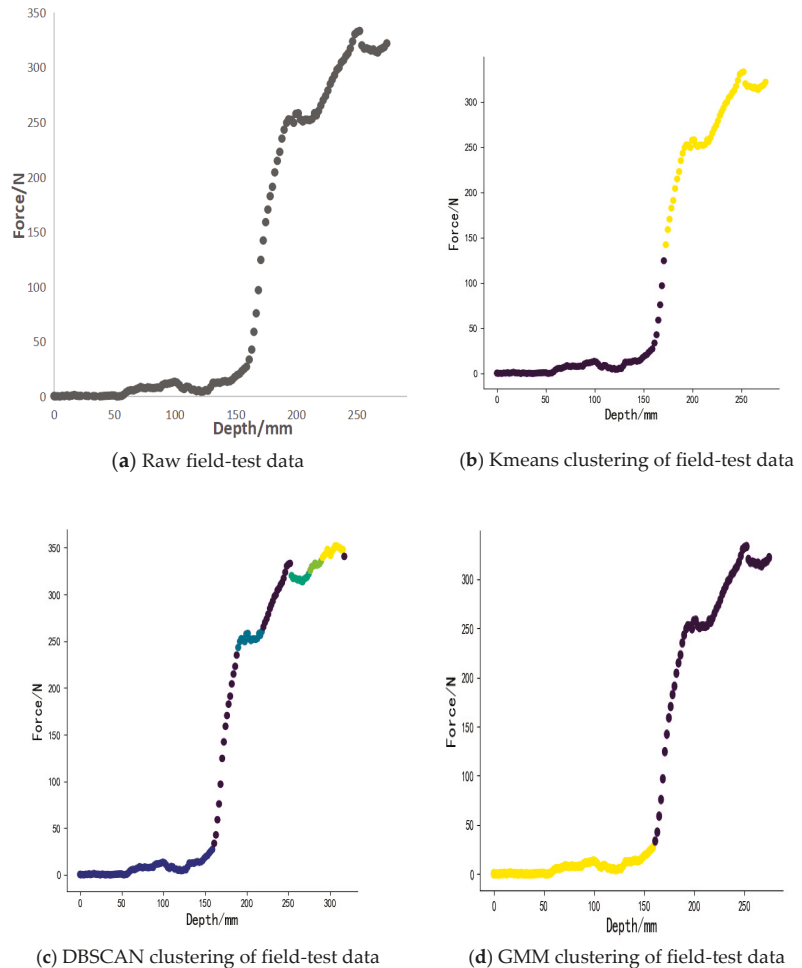 350
300
250
200
150
100
50
0
Force/N
0 50 100 150 200 250
Depth/mm
(a) Raw field-test data
300
250
200
150
100
50
0
Force/N
0 50 100 150 200 250
Depth/mm
(b) Kmeans clustering of field-test data
350
300
250
200
150
100
50
0
Force/N
0 50 100 150 200 250 300
Depth/mm
(c) DBSCAN clustering of field-test data
300
250
200
150
100
50
0
Force/N
0 50 100 150 200 250
Depth/mm
(d) GMM clustering of field-test data